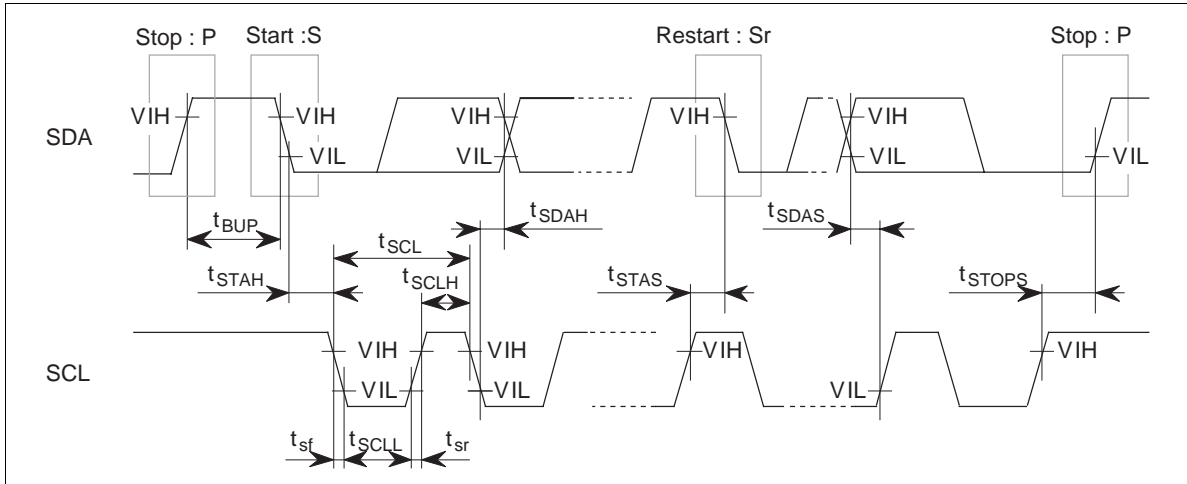 Stop : P
Start :S
Restart : Sr
Stop : P
SDA
VIH
VIH
VIL
VIH
VIL
VIH
VIH
VIL
VIL
tBUP
tSDAH
tSDAS
tSCL
tSTAH
tSCLH
tSTAS
tSTOPS
SCL
VIH
VIL
VIH
VIL
VIH
VIL
VIH
tsf
tSCLL
tsr